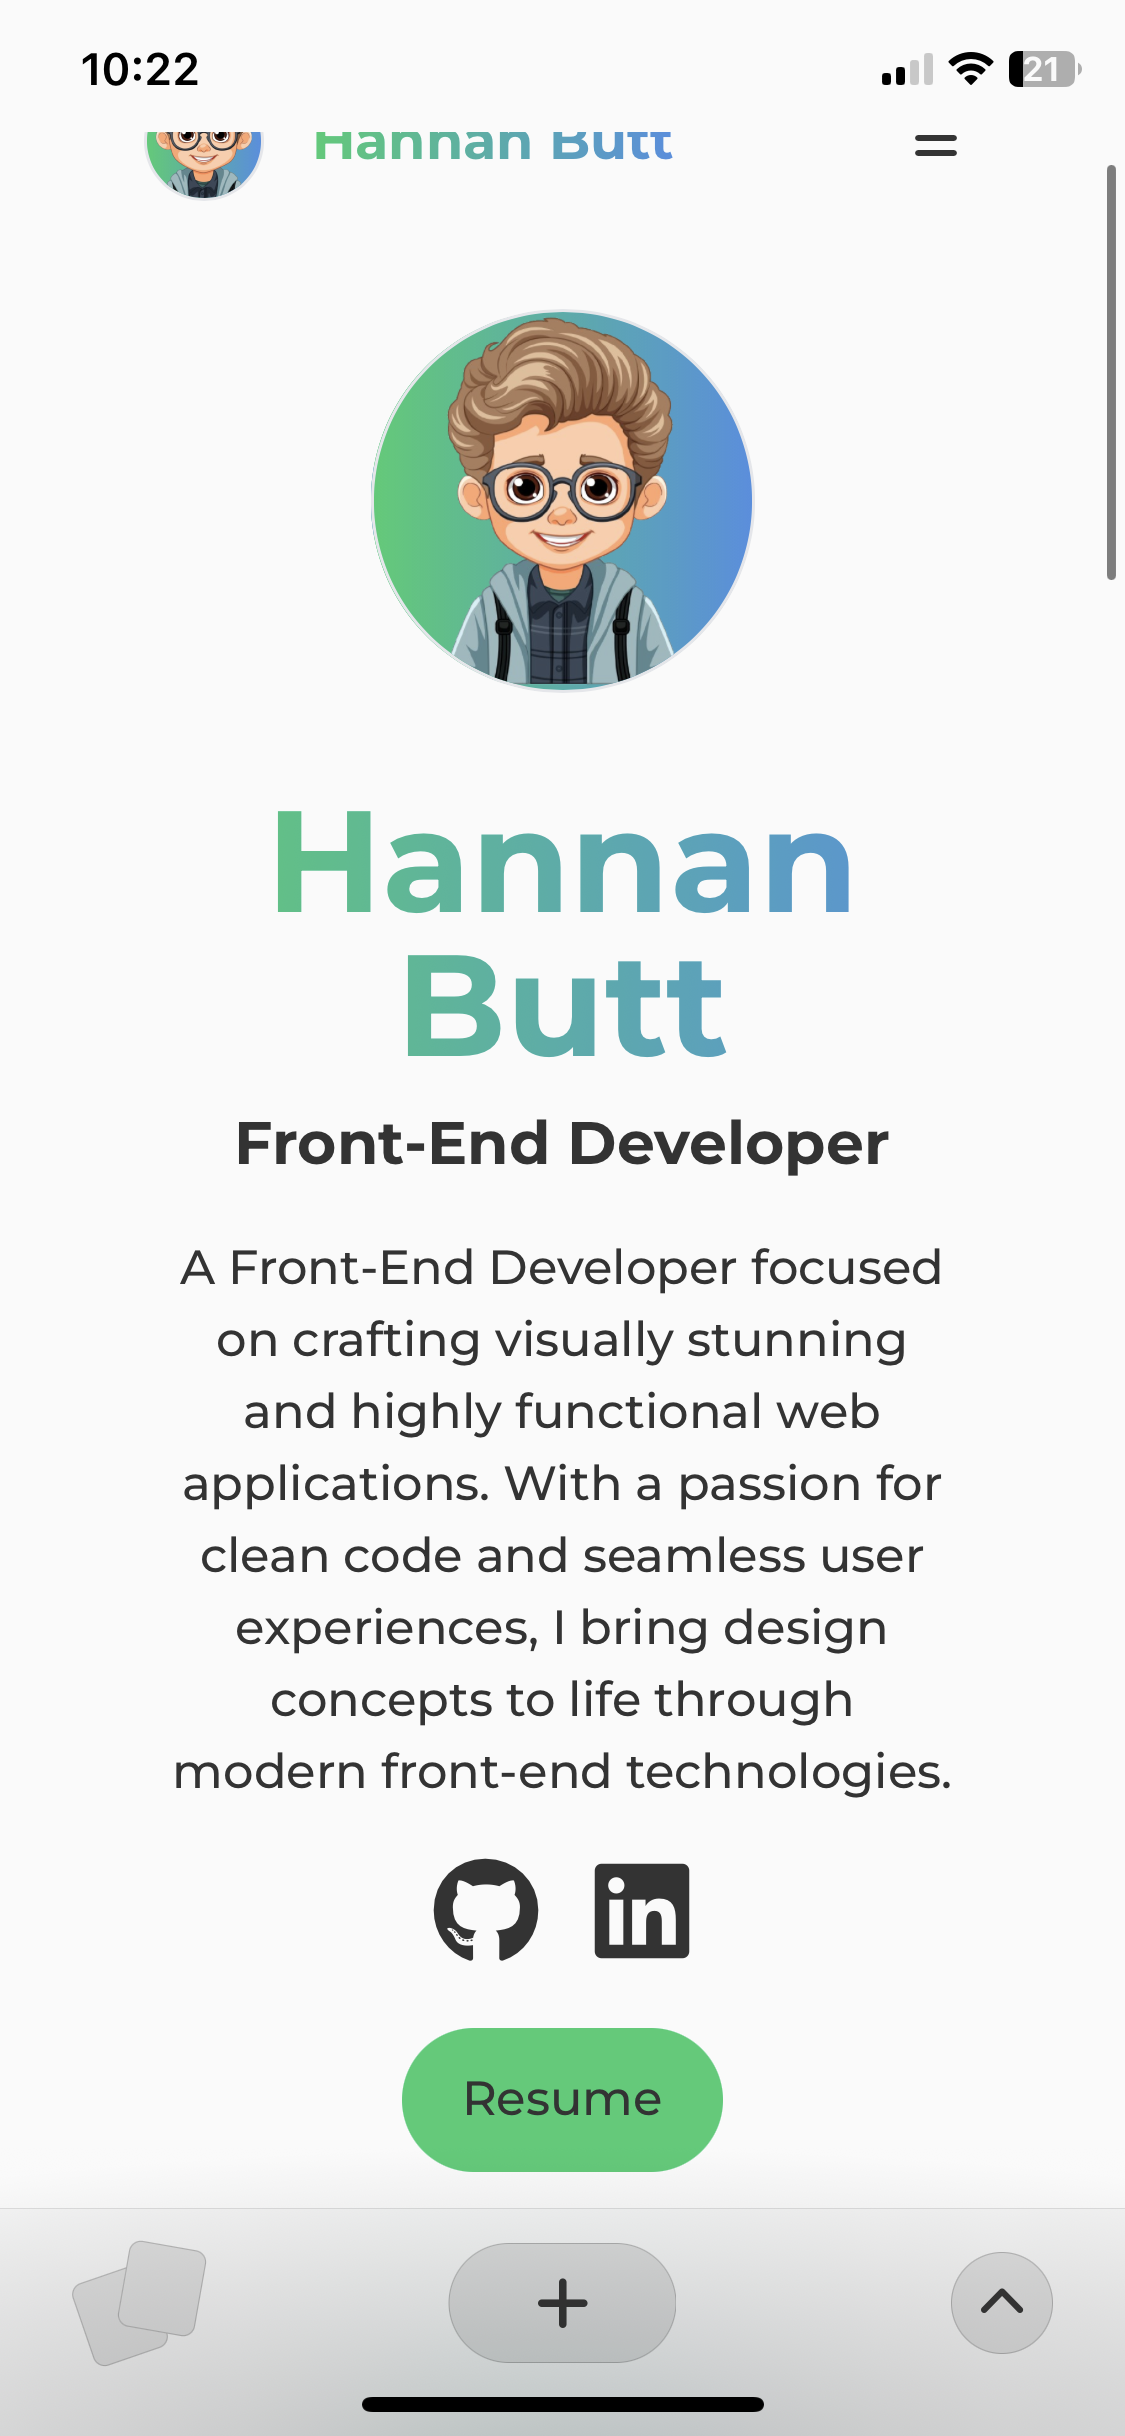 10:22
21
Hannan Butt
Hannan
Butt
Front-End Developer
A Front-End Developer focused
on crafting visually stunning
and highly functional web
applications. With a passion for
clean code and seamless user
experiences, I bring design
concepts to life through
modern front-end technologies.
in
Resume